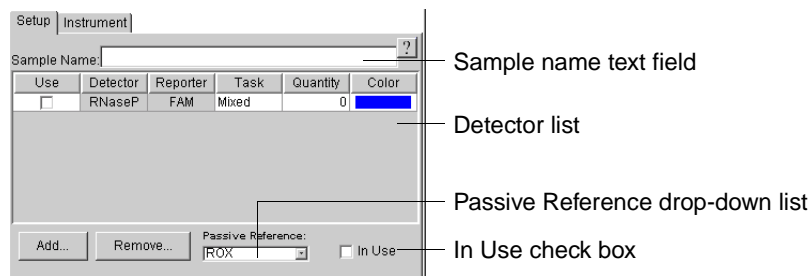 Setup Instrument
Sample Name: ?
Sample name text field
Use Detector Reporter Task Quantity Color
RNaseP FAM Mixed 0
Detector list
Passive Reference drop-down list
Passive Reference:
Add... Remove... ROX In Use
In Use check box